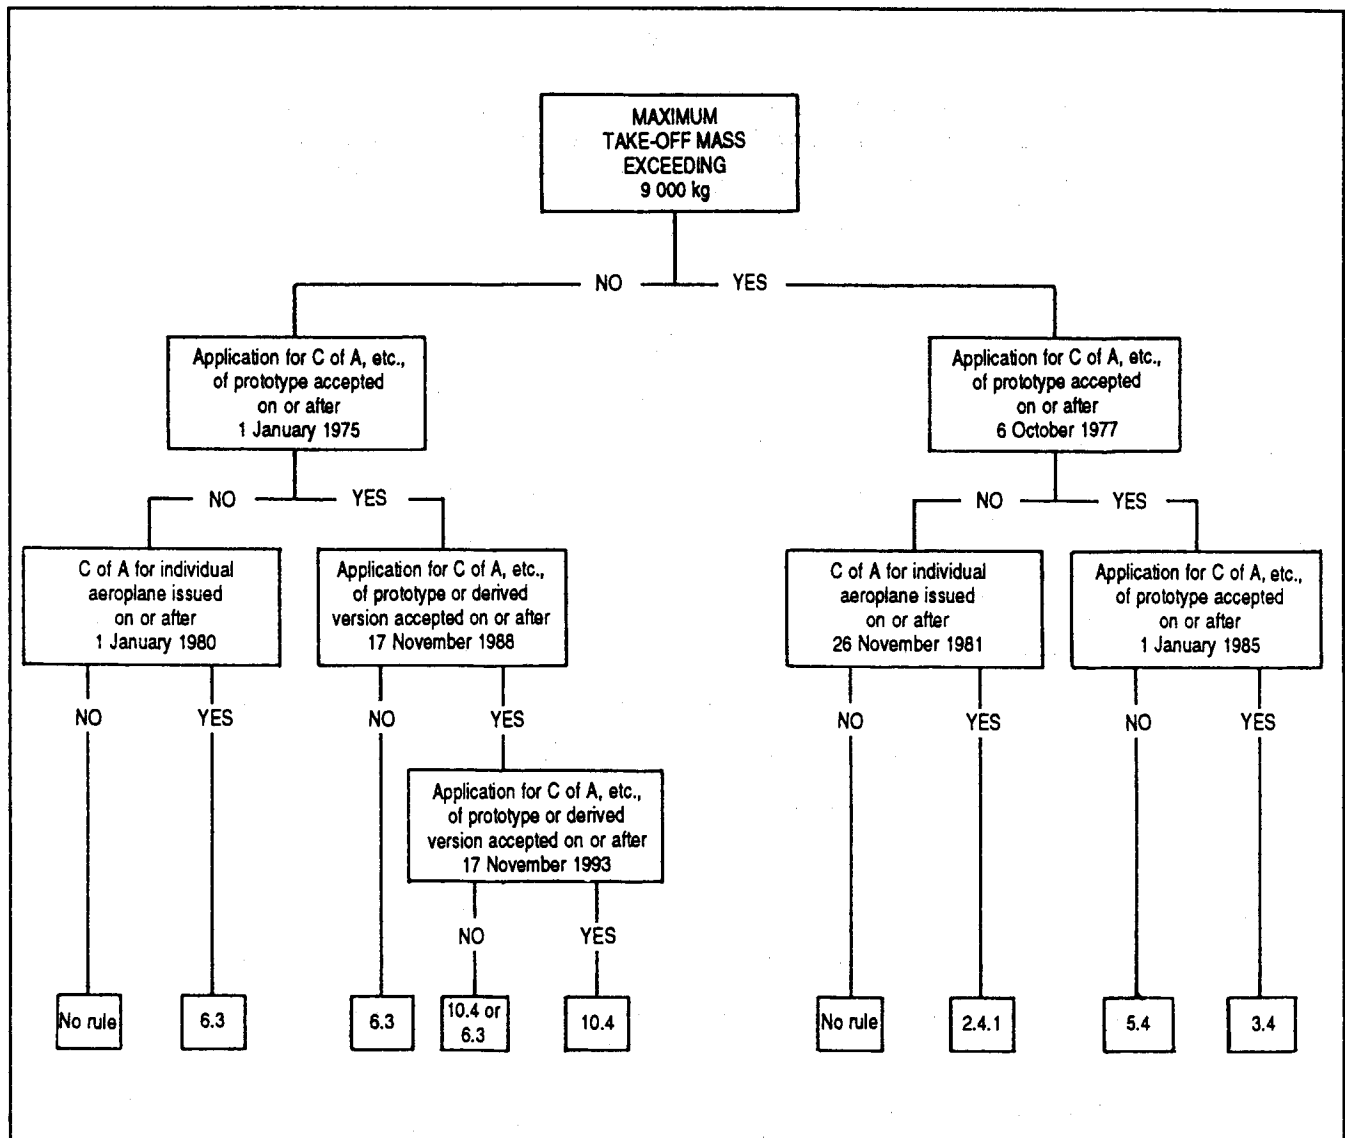 MAXIMUM
TAKE-OFF MASS
EXCEEDING
9 000 kg
NO
YES
Application for C of A, etc.,
of prototype accepted
on or after
1 January 1975
Application for C of A, etc.,
of prototype accepted
on or after
6 October 1977
NO
YES
NO
YES
C of A for individual
aeroplane issued
on or after
1 January 1980
Application for C of A, etc.,
of prototype or derived
version accepted on or after
17 November 1988
C of A for individual
aeroplane issued
on or after
26 November 1981
Application for C of A, etc.,
of prototype accepted
on or after
1 January 1985
NO
YES
NO
YES
NO
YES
NO
YES
Application for C of A, etc.,
of prototype or derived
version accepted on or after
17 November 1993
NO
YES
No rule
6.3
6.3
10.4 or
6.3
10.4
No rule
2.4.1
5.4
3.4